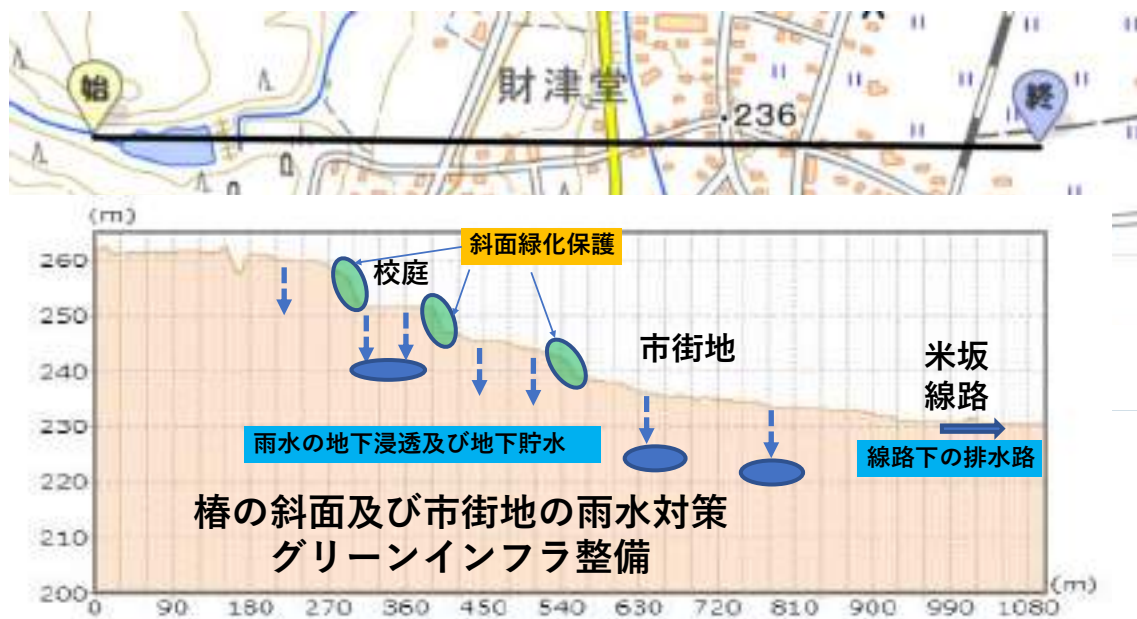 始
財津堂
236
終
(m)
斜面緑化保護
260
校庭
250
市街地
米坂
線路
240
230
雨水の地下浸透及び地下貯水
線路下の排水路
220
椿の斜面及び市街地の雨水対策
グリーンインフラ整備
210
200
(m)
0 90 180 270 360 450 540 630 720 810 900 990 1080